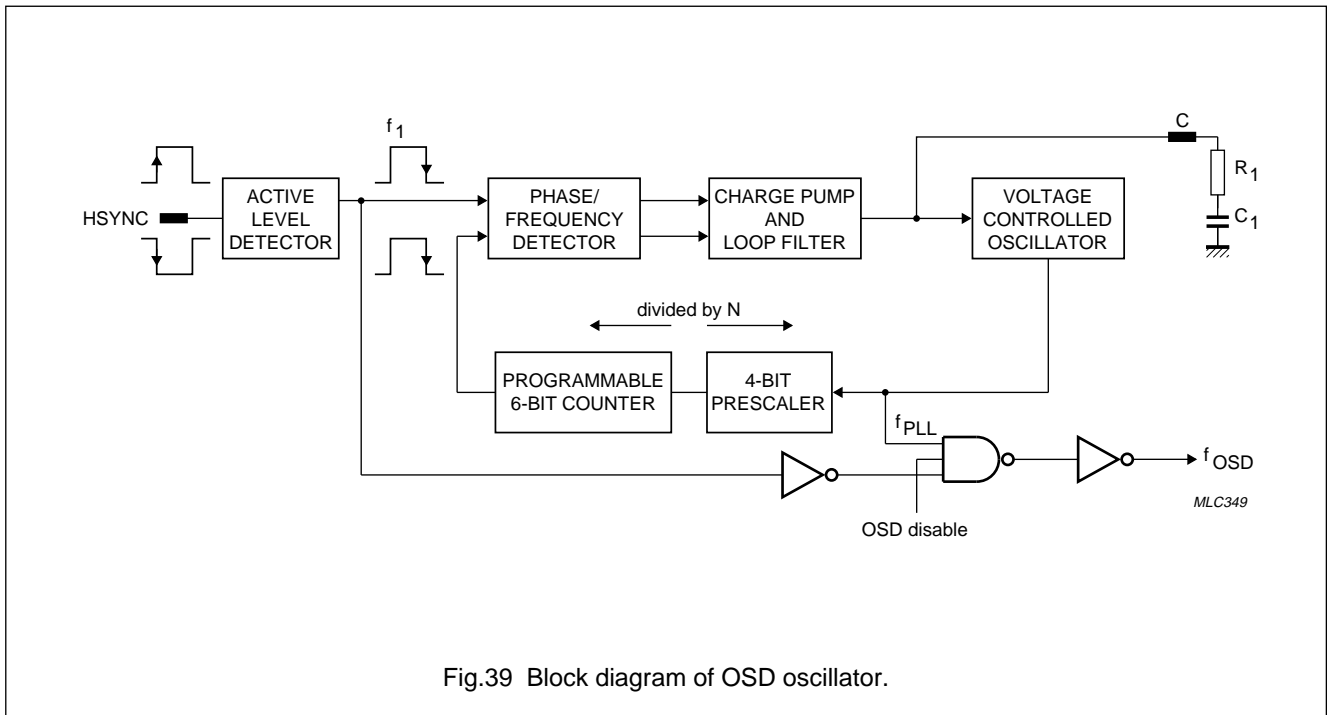 f1
C
R1
C1
HSYNC
ACTIVE
LEVEL
DETECTOR
PHASE/
FREQUENCY
DETECTOR
CHARGE PUMP
AND
LOOP FILTER
VOLTAGE
CONTROLLED
OSCILLATOR
divided by N
PROGRAMMABLE
6-BIT COUNTER
4-BIT
PRESCALER
fPLL
fOSD
MLC349
OSD disable
Fig.39 Block diagram of OSD oscillator.